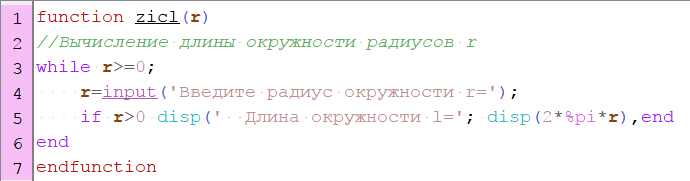 1 function zicl(r)
2 //Вычисление длины окружности радиусов r
3 while r>=0;
4 r=input('Введите радиус окружности r=');
5 if r>0 disp('  Длина окружности l='; disp(2*%pi*r),end
6 end
7 endfunction